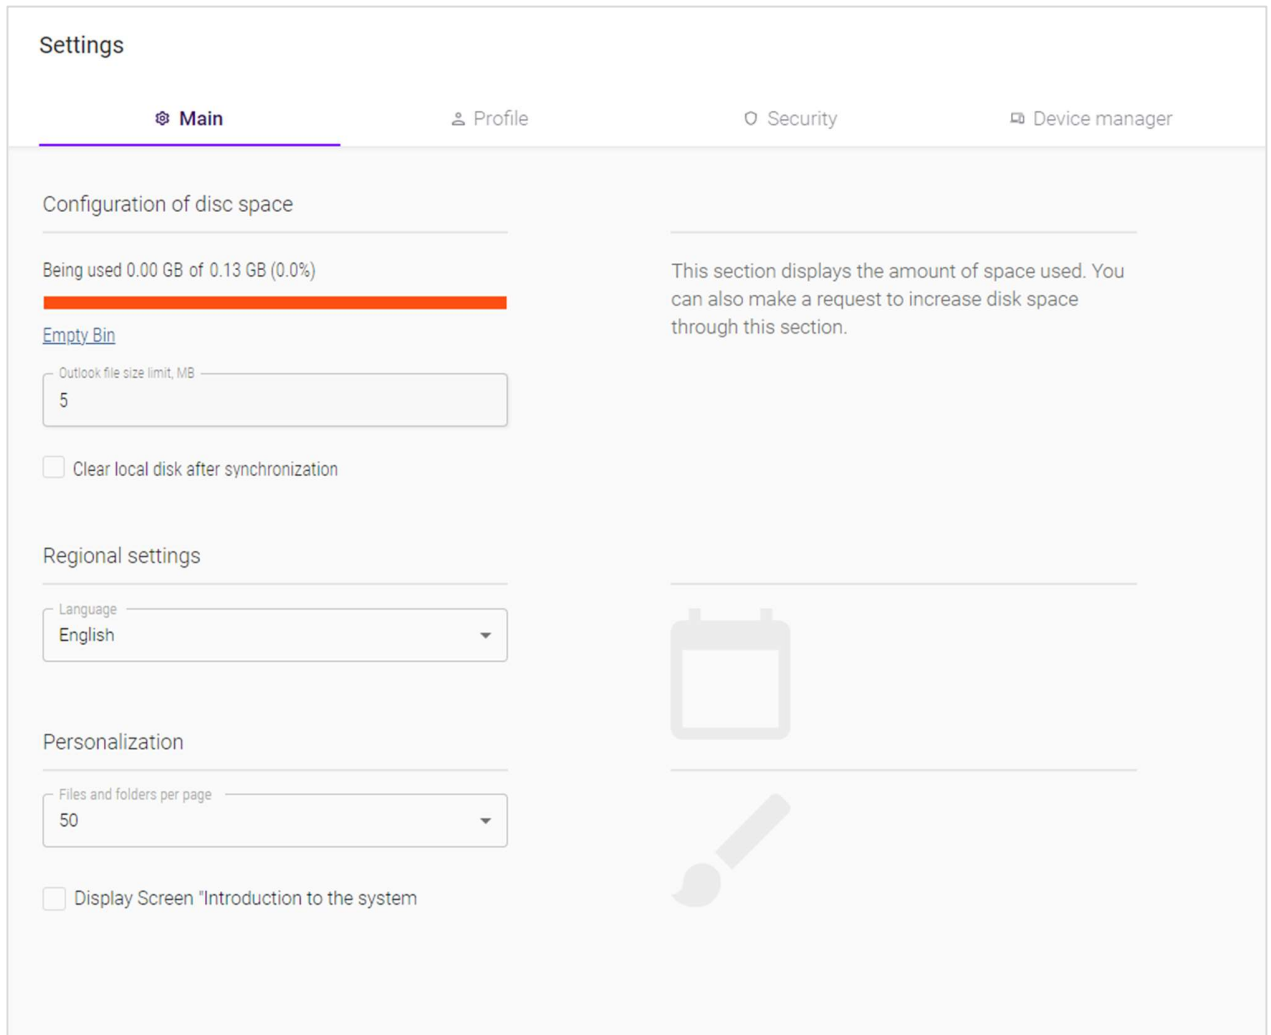 Settings
Main
Profile
Security
Device manager
Configuration of disc space
Being used 0.00 GB of 0.13 GB (0.0%)
This section displays the amount of space used. You
can also make a request to increase disk space
through this section.
Empty Bin
Outlook file size limit, MB
5
Clear local disk after synchronization
Regional settings
Language
English
Personalization
Files and folders per page
50
Display Screen "Introduction to the system